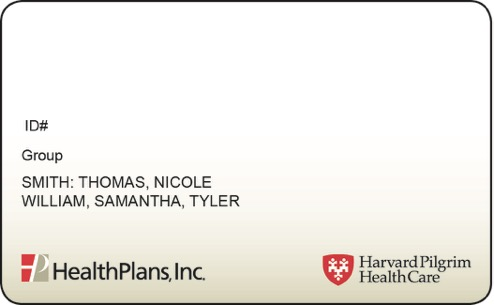 ID#
Group
SMITH: THOMAS, NICOLE
WILLIAM, SAMANTHA, TYLER
HealthPlans, Inc.
Harvard Pilgrim
HealthCare